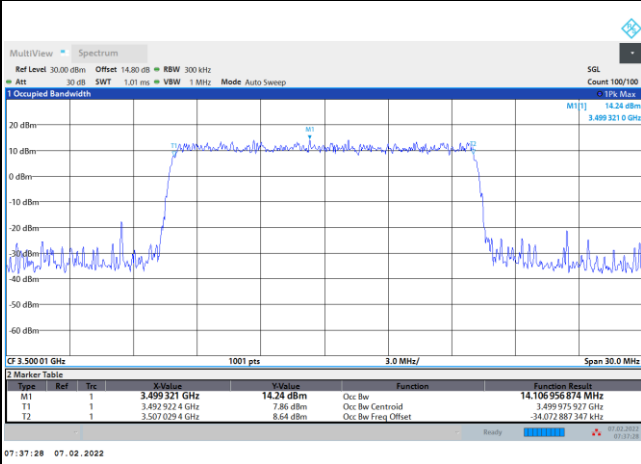 MultiView Spectrum
Ref Level 30.00 dBm Offset 14.80 dB RBW 300 kHz SGL
Att 30 dB SWT 1.01 ms VBW 1 MHz Mode Auto Sweep Count 100/100
1 Occupied Bandwidth 1Pk Max
M1[1] 14.24 dBm
3.499 321 0 GHz
20 dBm
M1
T1 T2
10 dBm
0 dBm
-10 dBm
-20 dBm
-30 dBm
-40 dBm
-50 dBm
-60 dBm
CF 3.500 01 GHz 1001 pts 3.0 MHz/ Span 30.0 MHz
2 Marker Table
Type Ref Trc X-Value Y-Value Function Function Result
M1 1 3.499 321 GHz 14.24 dBm Occ Bw 14.106 956 874 MHz
T1 1 3.492 922 4 GHz 7.86 dBm Occ Bw Centroid 3.499 975 927 GHz
T2 1 3.507 029 4 GHz 8.64 dBm Occ Bw Freq Offset -34.072 887 347 kHz
Ready 07.02.2022
07:37:28
07:37:28 07.02.2022